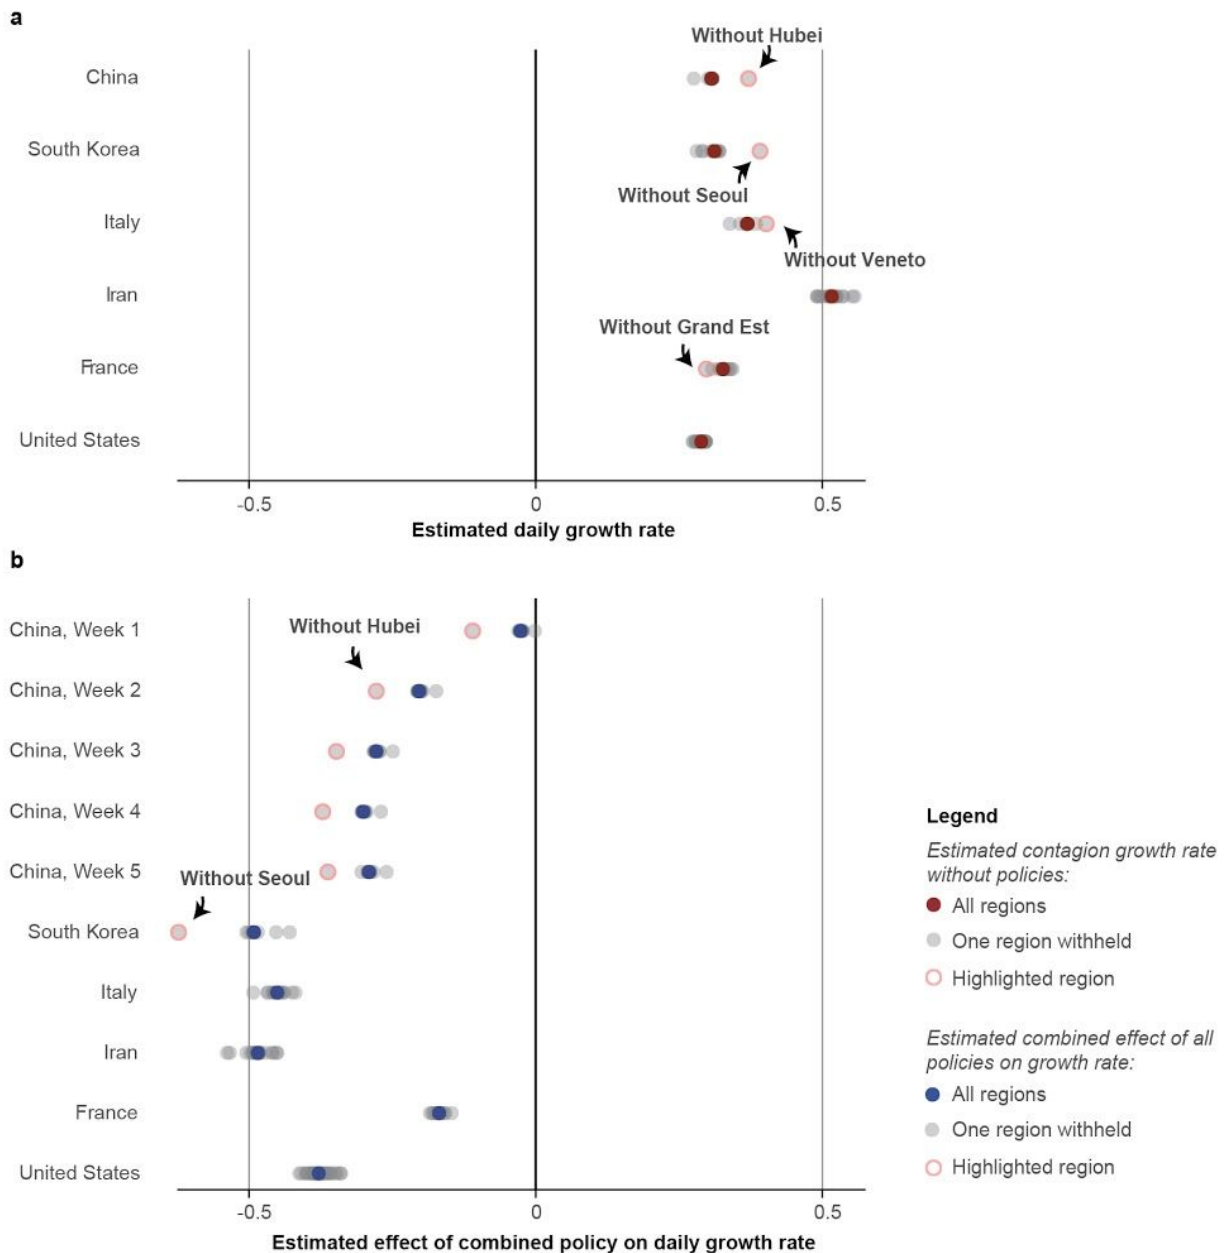 a
Without Hubei
China
South Korea
Without Seoul
Italy
Without Veneto
Iran
Without Grand Est
France
United States
-0.5 0 0.5
Estimated daily growth rate
b
China, Week 1
Without Hubei
China, Week 2
China, Week 3
China, Week 4
China, Week 5
Without Seoul
South Korea
Italy
Iran
France
United States
-0.5 0 0.5
Estimated effect of combined policy on daily growth rate
Legend
Estimated contagion growth rate
without policies:
All regions
One region withheld
Highlighted region
Estimated combined effect of all
policies on growth rate:
All regions
One region withheld
Highlighted region